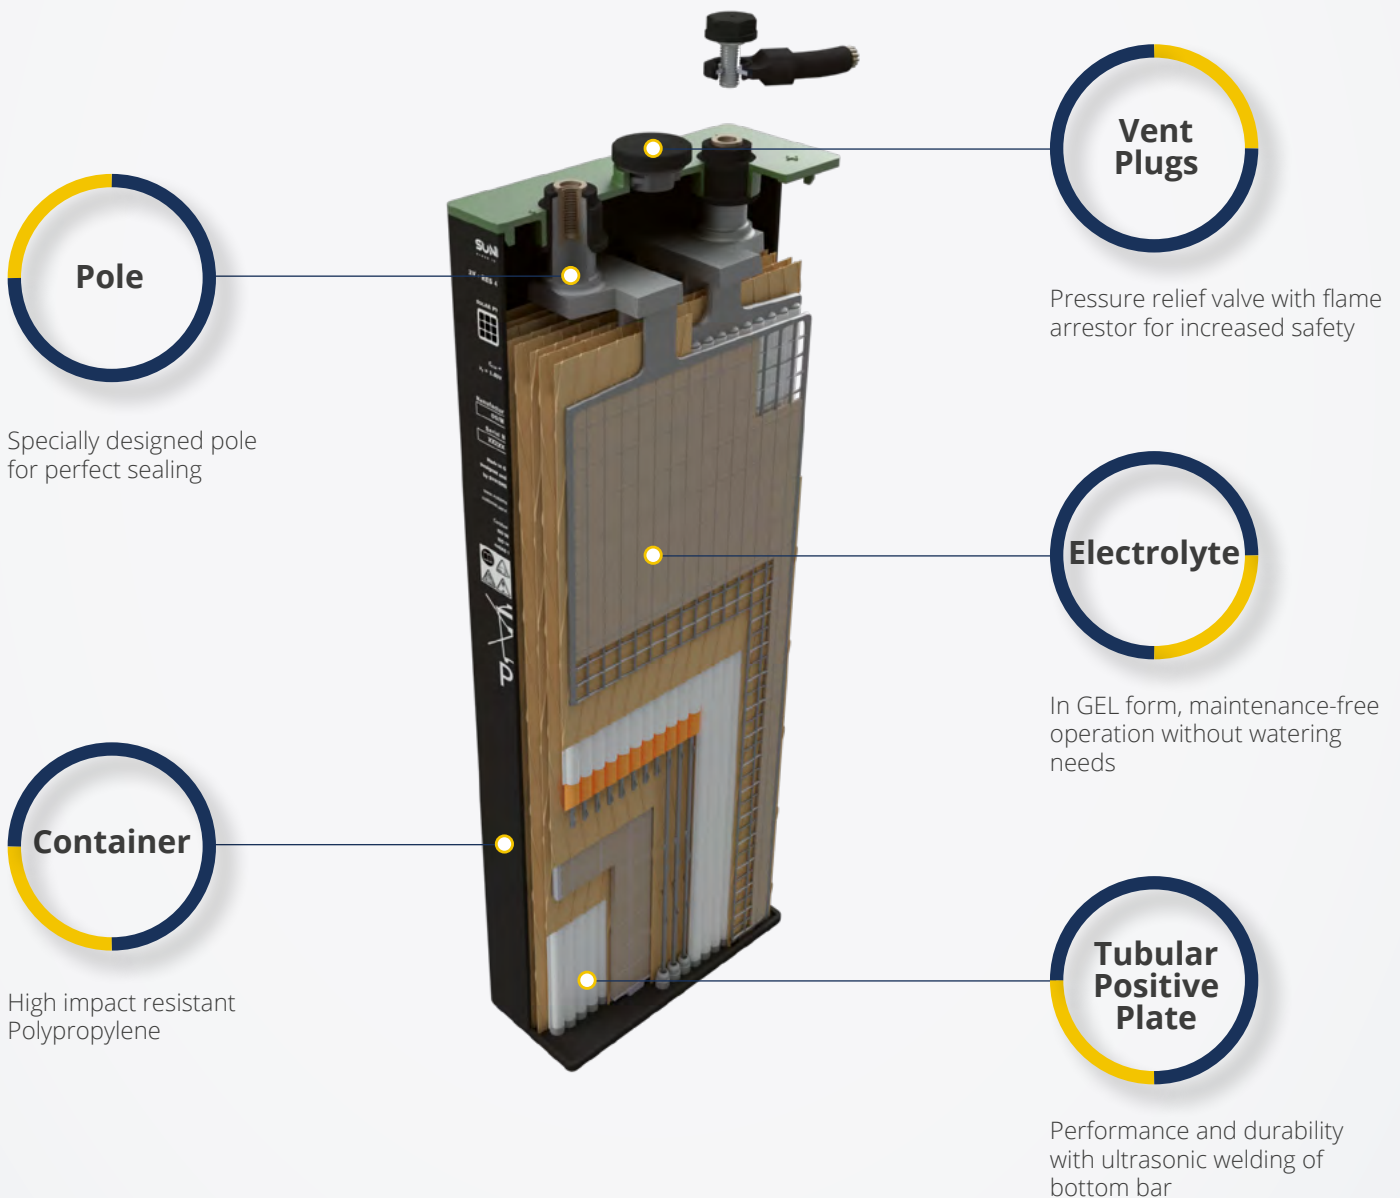 Vent
Plugs
Pressure relief valve with flame
arrestor for increased safety
Pole
Specially designed pole
for perfect sealing
Electrolyte
In GEL form, maintenance-free
operation without watering
needs
Container
High impact resistant
Polypropylene
Tubular
Positive
Plate
Performance and durability
with ultrasonic welding of
bottom bar